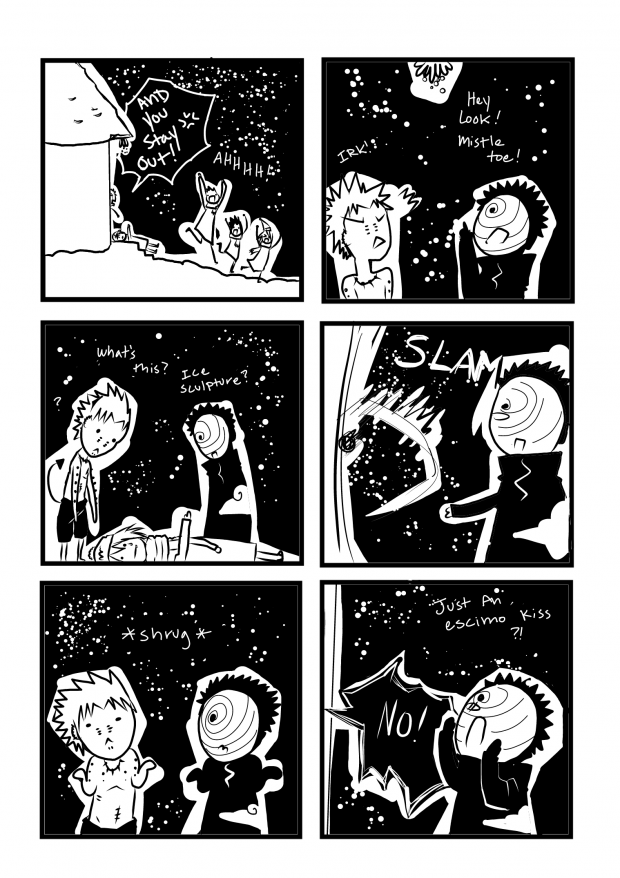 AND
YOU
STAY
OUT!!
AHHHHH!
what's
this?
?
Ice
sculpture?
*shrug*
Hey
Look!
Mistle
toe!
IRK!
SLAM
Just An
escimo Kiss
?!
NO!